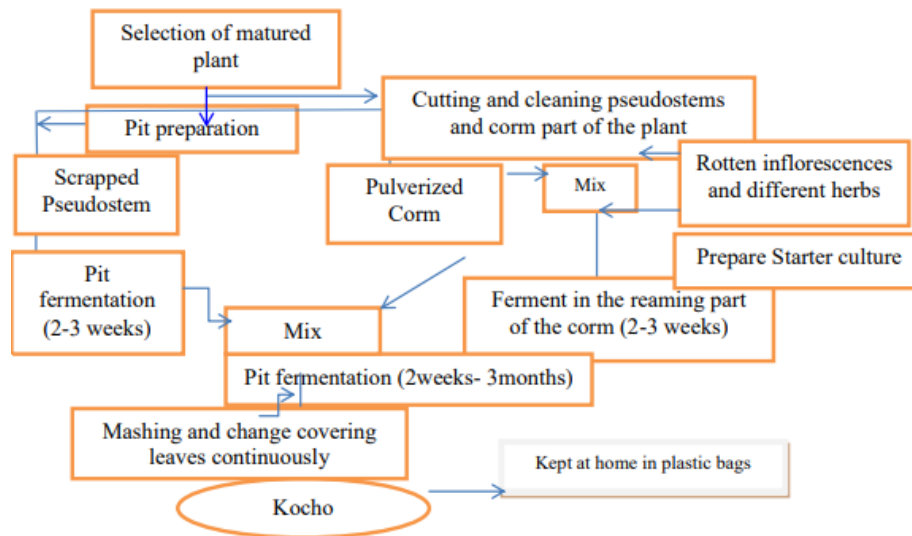 Selection of matured
plant
Pit preparation
Cutting and cleaning pseudostems
and corm part of the plant
Scrapped
Pseudostem
Pulverized
Corm
Mix
Rotten inflorescences
and different herbs
Prepare Starter culture
Pit
fermentation
(2-3 weeks)
Ferment in the reaming part
of the corm (2-3 weeks)
Mix
Pit fermentation (2weeks- 3months)
Mashing and change covering
leaves continuously
Kept at home in plastic bags
Kocho